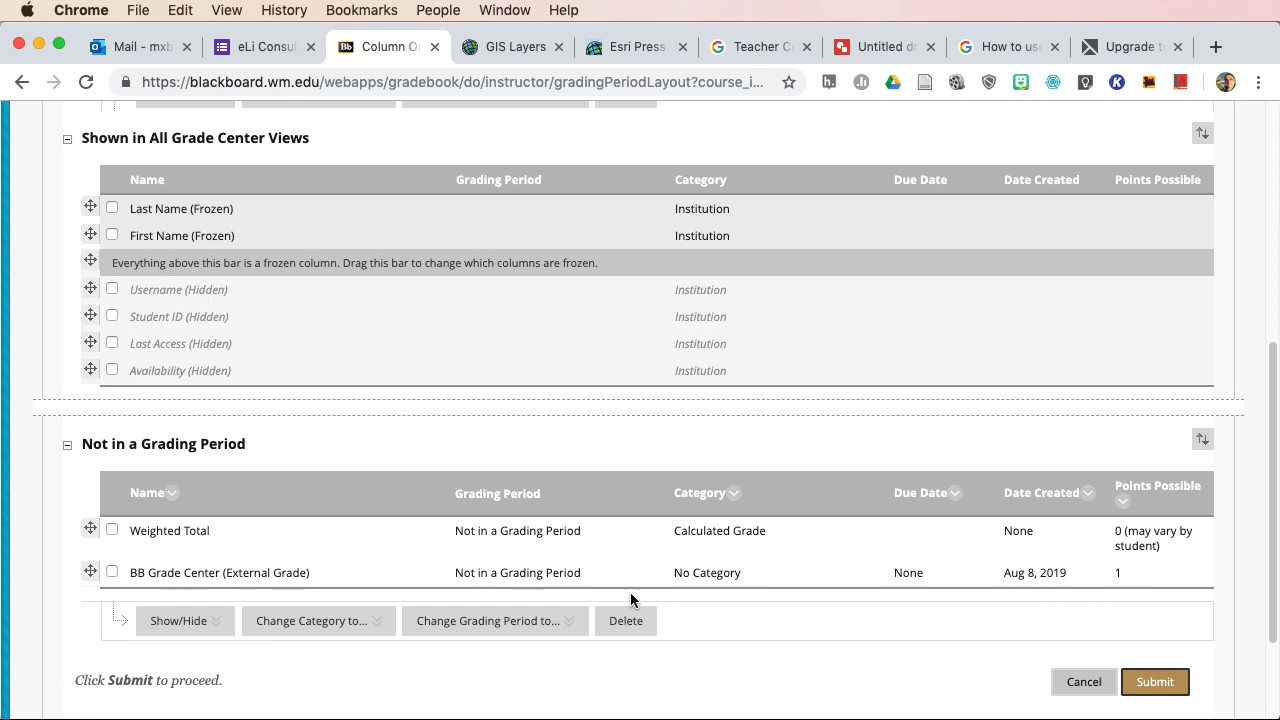 Chrome File Edit View History Bookmarks People Window Help
Mail - mxb
eLi Consul
Column O
GIS Layers
Esri Press
Teacher C
Untitled dr
How to use
Upgrade t
https://blackboard.wm.edu/webapps/gradebook/do/instructor/gradingPeriodLayout?course_i...
Shown in All Grade Center Views
Name Grading Period Category Due Date Date Created Points Possible
Last Name (Frozen) Institution
First Name (Frozen) Institution
Everything above this bar is a frozen column. Drag this bar to change which columns are frozen.
Username (Hidden) Institution
Student ID (Hidden) Institution
Last Access (Hidden) Institution
Availability (Hidden) Institution
Not in a Grading Period
Name Grading Period Category Due Date Date Created Points Possible
Weighted Total Not in a Grading Period Calculated Grade None 0 (may vary by student)
BB Grade Center (External Grade) Not in a Grading Period No Category None Aug 8, 2019 1
Show/Hide Change Category to... Change Grading Period to... Delete
Click Submit to proceed.
Cancel Submit